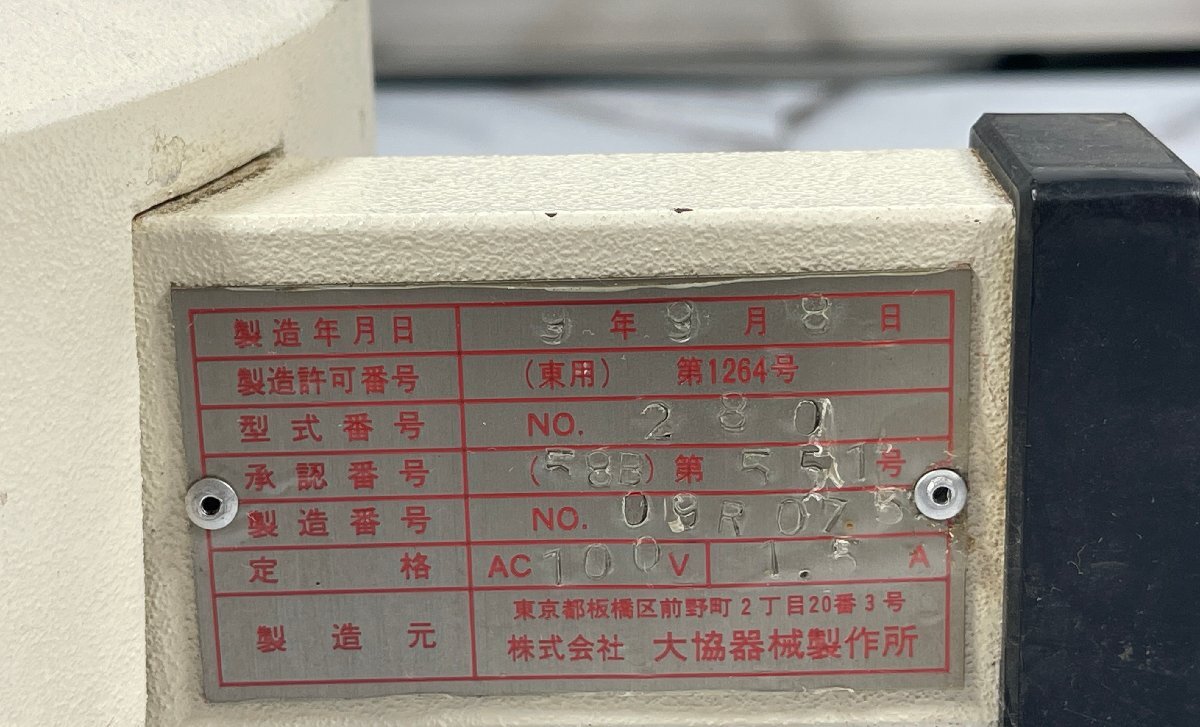 製造年月日 3年 9月 8日
製造許可番号 (東用) 第1264号
型式番号 NO. 280
承認番号 (58B) 第 551号
製造番号 NO.
定格 AC 100V 1.5A
製造元 東京都板橋区前野町2丁目20番3号
株式会社 大協器械製作所